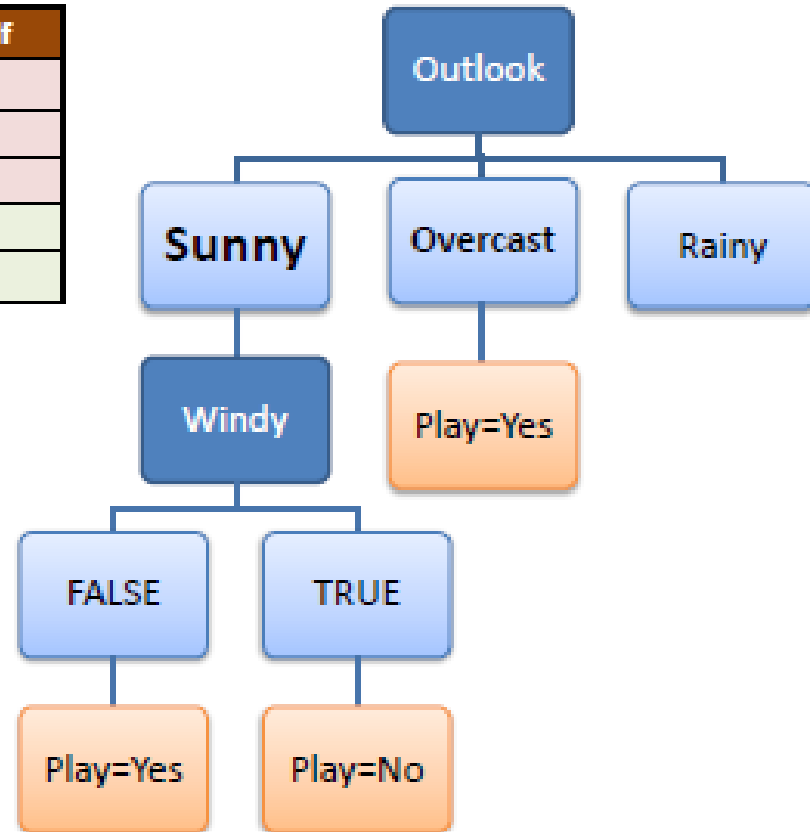 Outlook
Sunny
Overcast
Rainy
Windy
Play=Yes
FALSE
TRUE
Play=Yes
Play=No